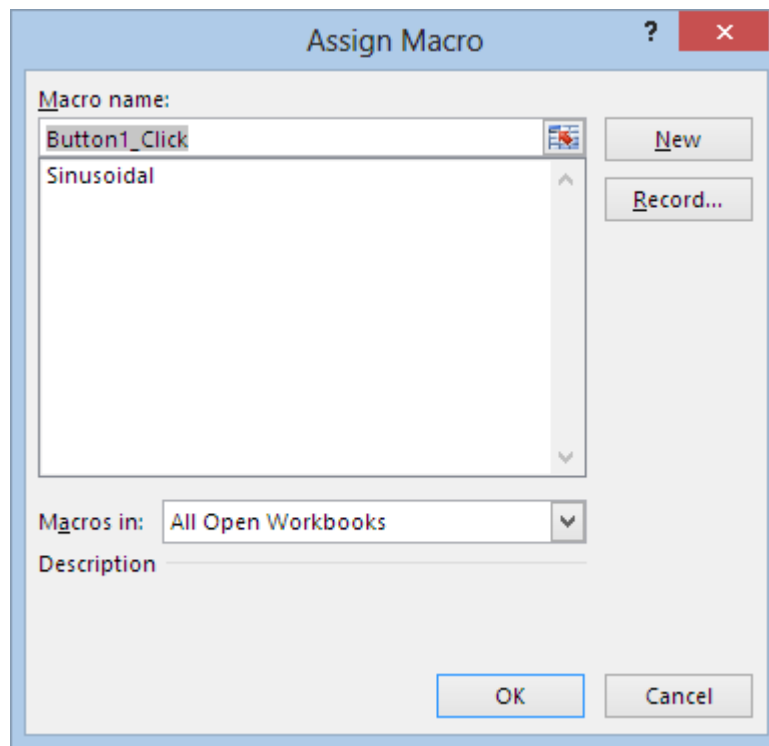 Assign Macro
?
Macro name:
Button1_Click
New
Sinusoidal
Record...
Macros in: All Open Workbooks
Description
OK
Cancel